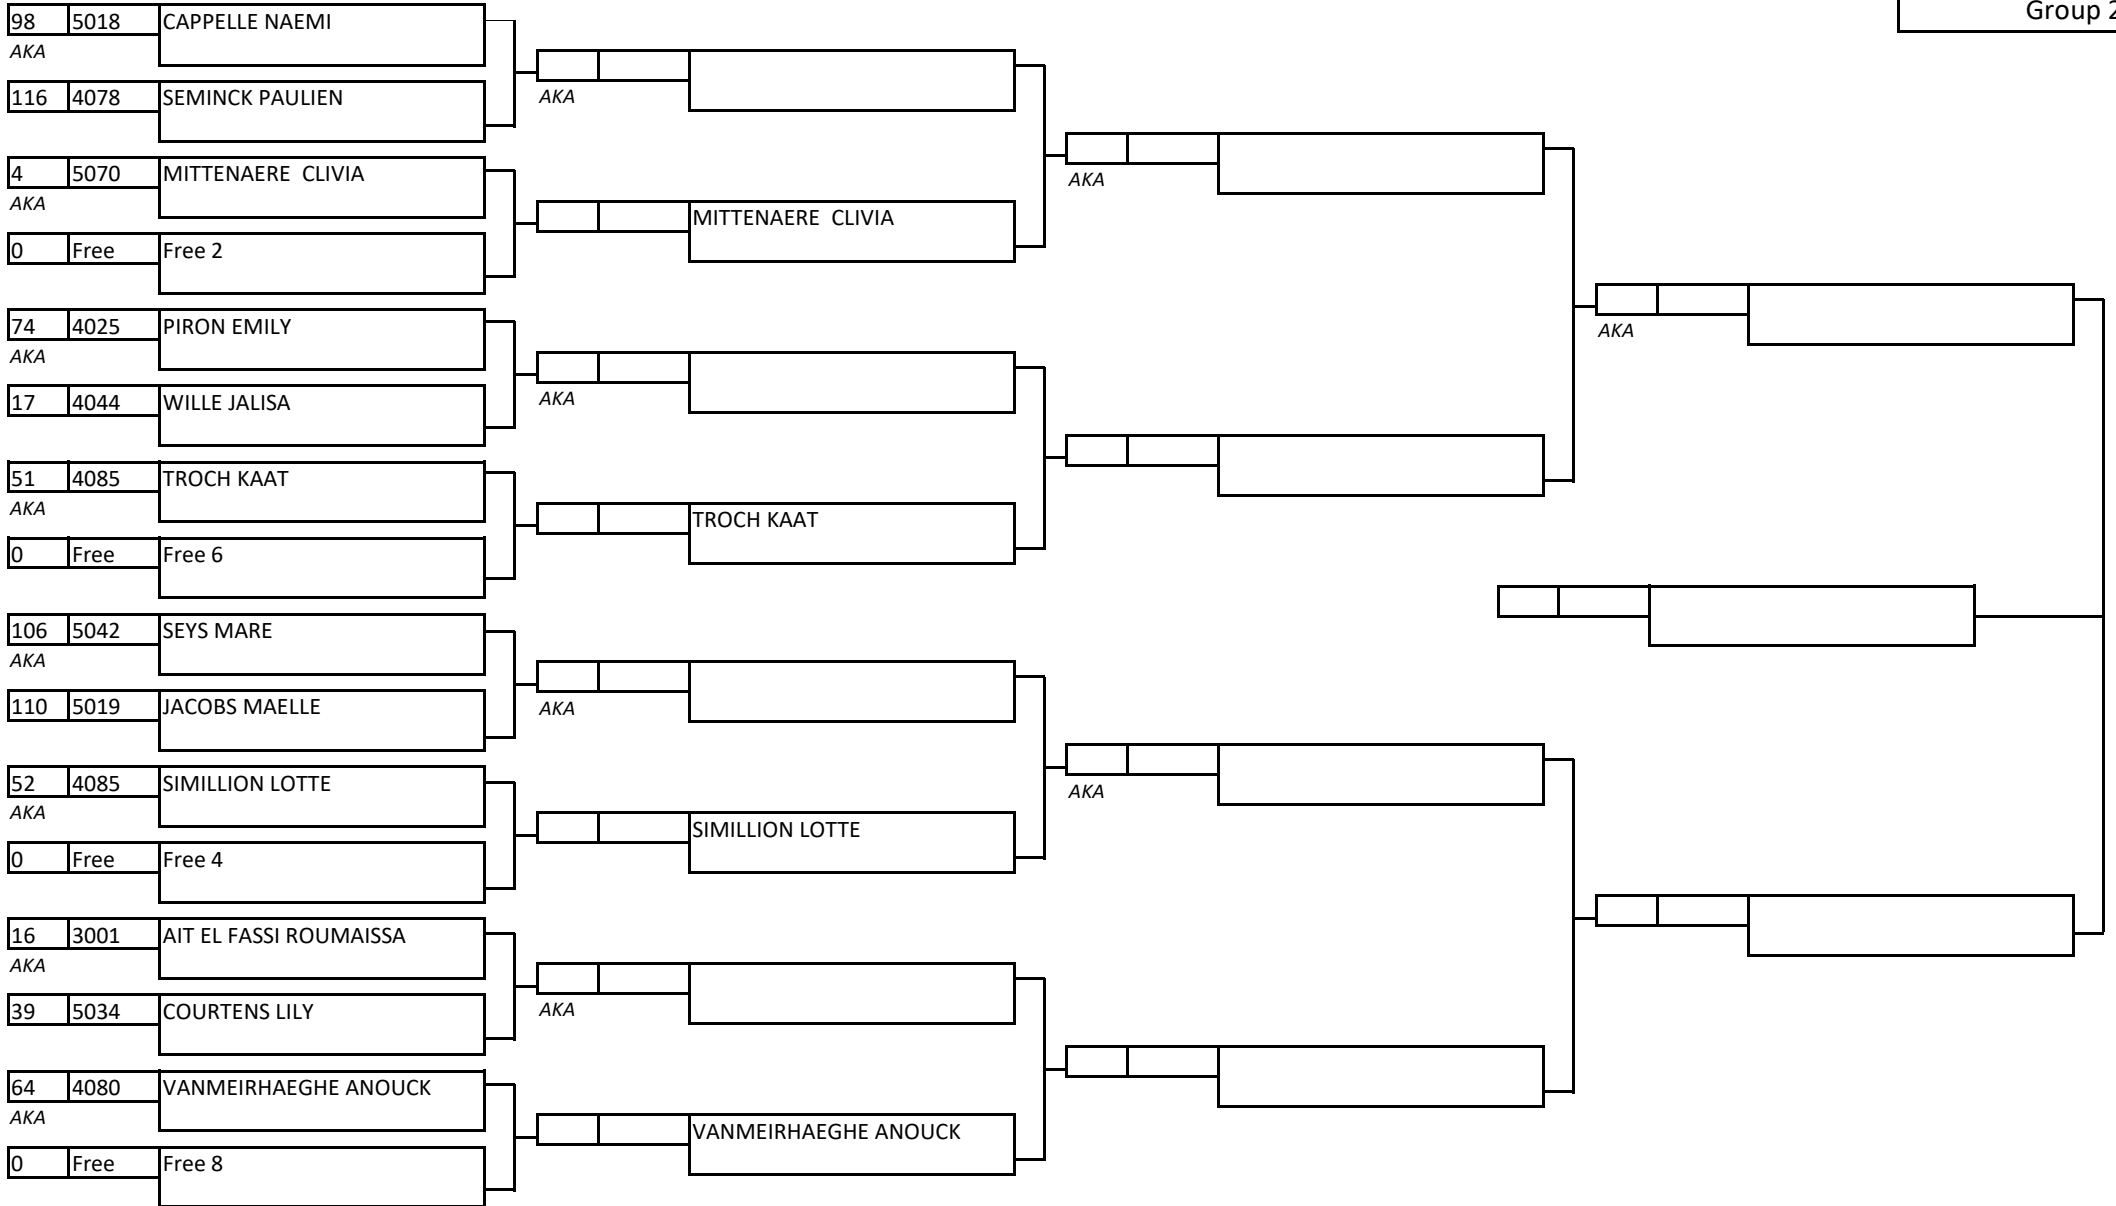 Group 2
98 5018 CAPPELLE NAEMI
AKA
116 4078 SEMINCK PAULIEN
AKA
4 5070 MITTENAERE  CLIVIA
AKA
AKA
MITTENAERE  CLIVIA
0 Free Free 2
74 4025 PIRON EMILY
AKA
AKA
17 4044 WILLE JALISA
AKA
51 4085 TROCH KAAT
AKA
TROCH KAAT
0 Free Free 6
106 5042 SEYS MARE
AKA
110 5019 JACOBS MAELLE
AKA
52 4085 SIMILLION LOTTE
AKA
AKA
SIMILLION LOTTE
0 Free Free 4
16 3001 AIT EL FASSI ROUMAISSA
AKA
39 5034 COURTENS LILY
AKA
64 4080 VANMEIRHAEGHE ANOUCK
AKA
VANMEIRHAEGHE ANOUCK
0 Free Free 8